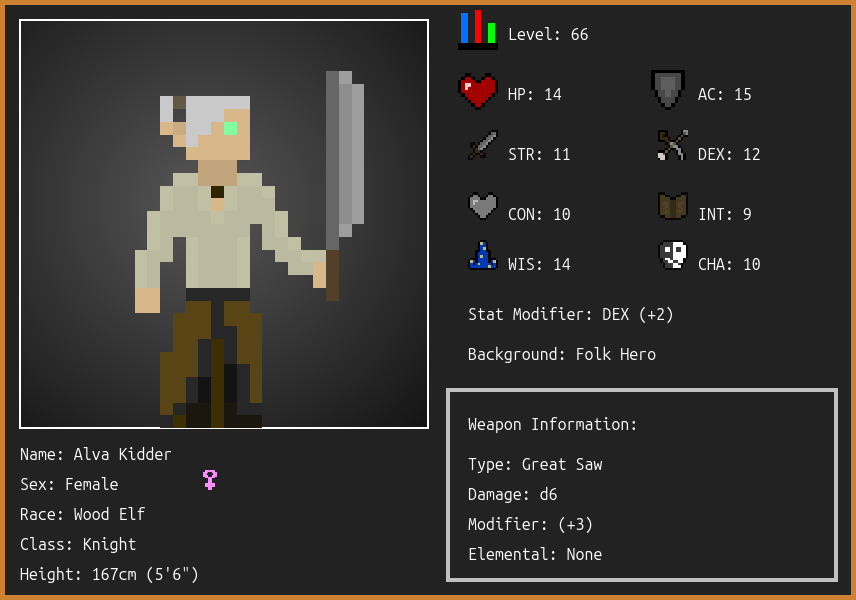 Level: 66
HP: 14
AC: 15
STR: 11
DEX: 12
CON: 10
INT: 9
WIS: 14
CHA: 10
Stat Modifier: DEX (+2)
Background: Folk Hero
Weapon Information:
Type: Great Saw
Damage: d6
Modifier: (+3)
Elemental: None
Name: Alva Kidder
Sex: Female
Race: Wood Elf
Class: Knight
Height: 167cm (5'6")